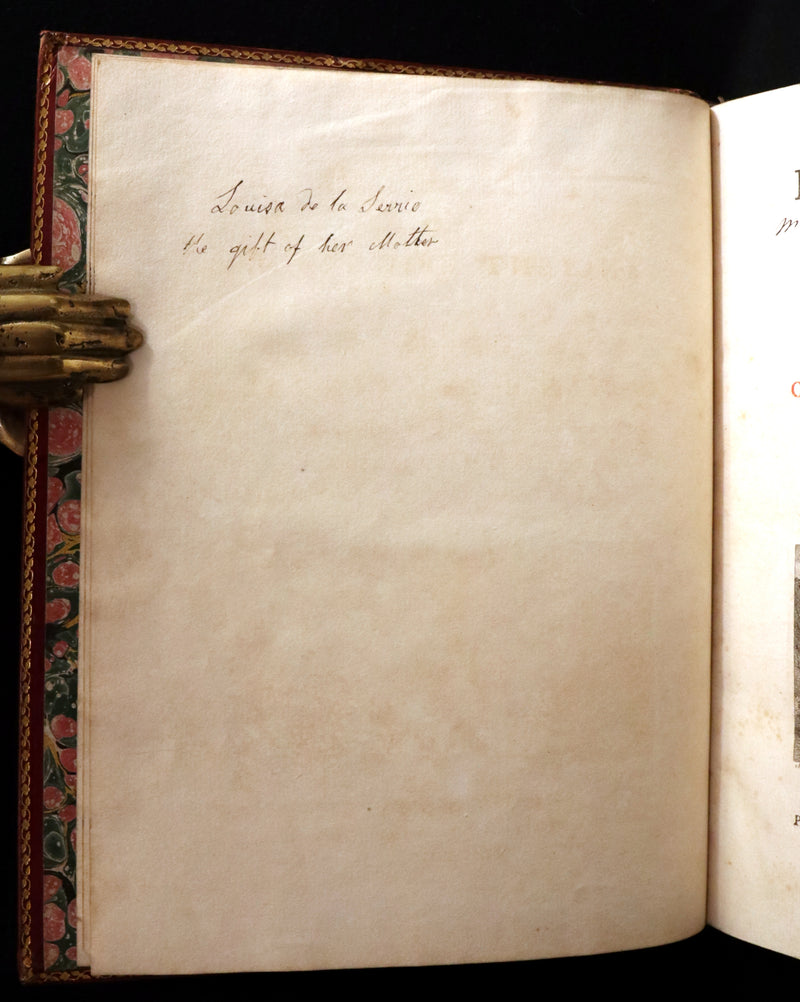 Louisa de la Serrie
the gift of her Mother